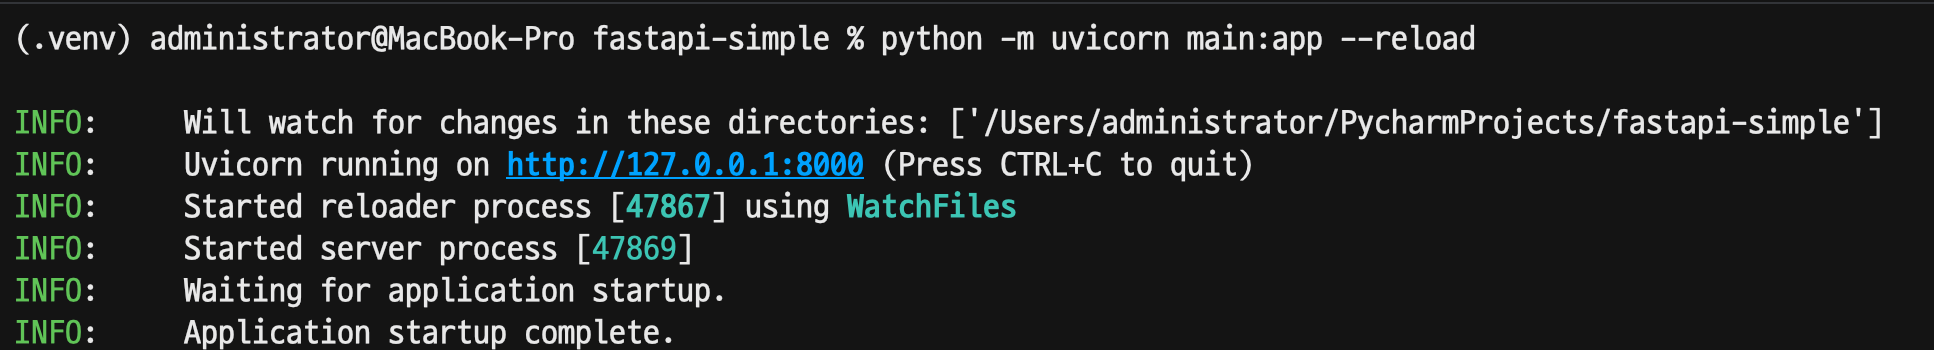 (.venv) administrator@MacBook-Pro fastapi-simple % python -m uvicorn main:app --reload
INFO:     Will watch for changes in these directories: ['/Users/administrator/PycharmProjects/fastapi-simple']
INFO:     Uvicorn running on http://127.0.0.1:8000 (Press CTRL+C to quit)
INFO:     Started reloader process [47867] using WatchFiles
INFO:     Started server process [47869]
INFO:     Waiting for application startup.
INFO:     Application startup complete.